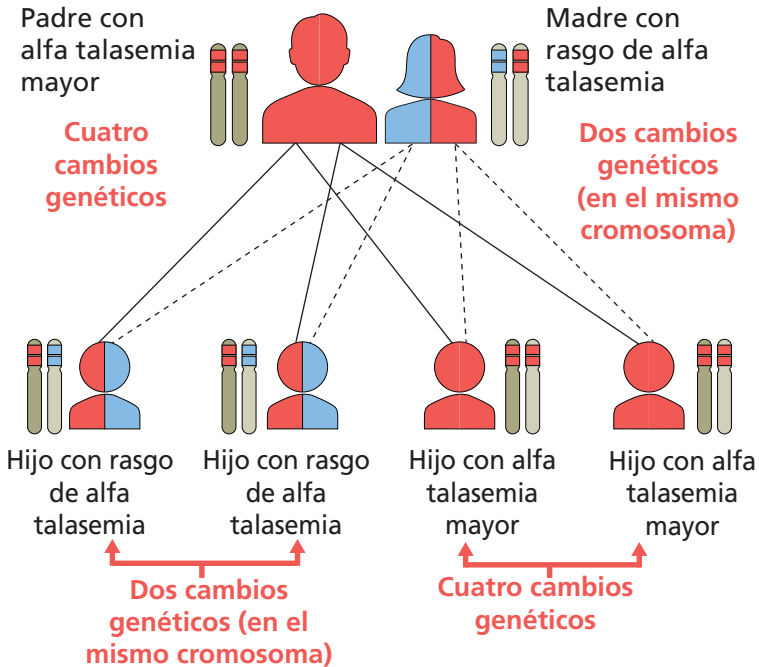 Padre con
alfa talasemia
mayor
Cuatro
cambios
genéticos
Madre con
rasgo de alfa
talasemia
Dos cambios
genéticos
(en el mismo
cromosoma)
Hijo con rasgo
de alfa
talasemia
Hijo con rasgo
de alfa
talasemia
Hijo con alfa
talasemia
mayor
Hijo con alfa
talasemia
mayor
Dos cambios
genéticos (en el
mismo cromosoma)
Cuatro cambios
genéticos